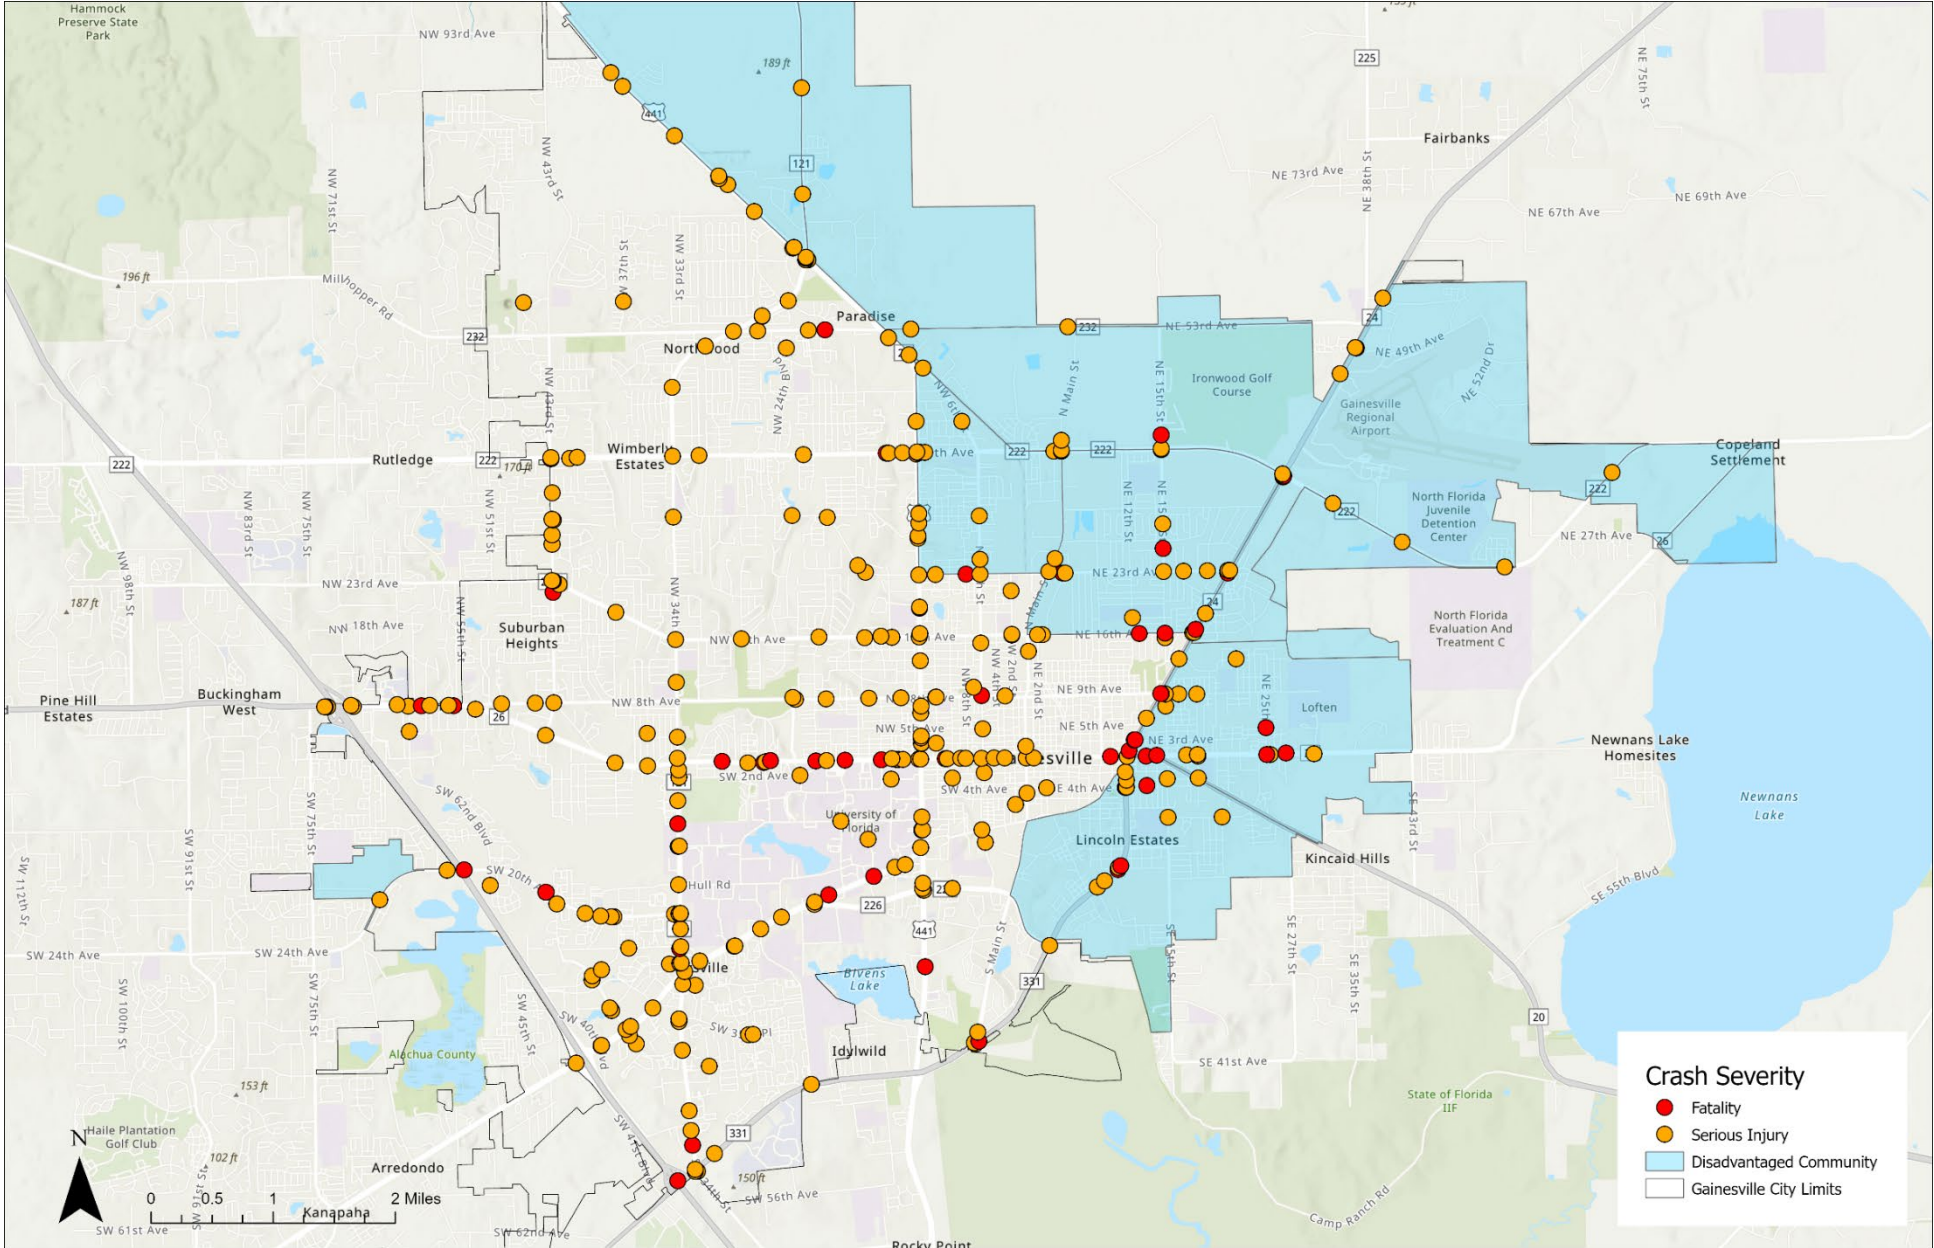 Hammock
Preserve State
Park
NW 93rd Ave
189 ft
225
NE 75th St
441
Fairbanks
NW 43rd St
121
NE 38th St
NE 73rd Ave
NW 71st St
NE 69th Ave
NE 67th Ave
NW 33rd St
196 ft
Millhopper Rd
Paradise
24
232
NE 53rd Ave
232
NE 49th Ave
NW 24th Blvd
N Main St
NE 15th St
Ironwood Golf
Course
NE 52nd Dr
NW 43rd St
Gainesville
Regional
Airport
Rutledge
222
222
170 ft
Wimberly
Estates
222
222
Copeland
Settlement
NW 83rd St
NW 75th St
NW 51st St
NE 12th St
222
222
North Florida
Juvenile
Detention
Center
NE 27th Ave
26
NW 98th St
NW 23rd Ave
NW 34th
NE 23rd
24
187 ft
NW 55th St
North Florida
Evaluation And
Treatment C
Suburban
Heights
NW
NE 16th
NW 4th St
NE 2nd St
NE 9th Ave
NE 25th
Pine Hill
Estates
Buckingham
West
26
NW 8th Ave
Loften
NW 5th Ave
NE 5th Ave
NE 3rd Ave
Newnans Lake
Homesites
SW 2nd Ave
SW 4th Ave
E 4th Ave
SW 62nd Blvd
SW 75th St
University of
Florida
SE 43rd St
Newnans
Lake
Lincoln Estates
Kincaid Hills
SW 91st St
SW 112th St
SW 20th
Hull Rd
226
SE 55th Blvd
441
SW 24th Ave
SW 24th Ave
S Main St
SE 15th St
SE 27th St
SE 35th St
Bivens
Lake
331
SW 100th St
SW 75th St
SW 45th St
20
Alachua County
Idylwild
SE 41st Ave
153 ft
State of Florida
IIF
Crash Severity
Fatality
Serious Injury
Disadvantaged Community
Gainesville City Limits
Haile Plantation
Golf Club
N
102 ft
331
SW 41st Blvd
Arredondo
150 ft
SW 56th Ave
0 0.5 1 2 Miles
Kanapaha
SW 91st St
SW 61st Ave
SW 62nd Ave
Camp Ranch Rd
Rocky Point